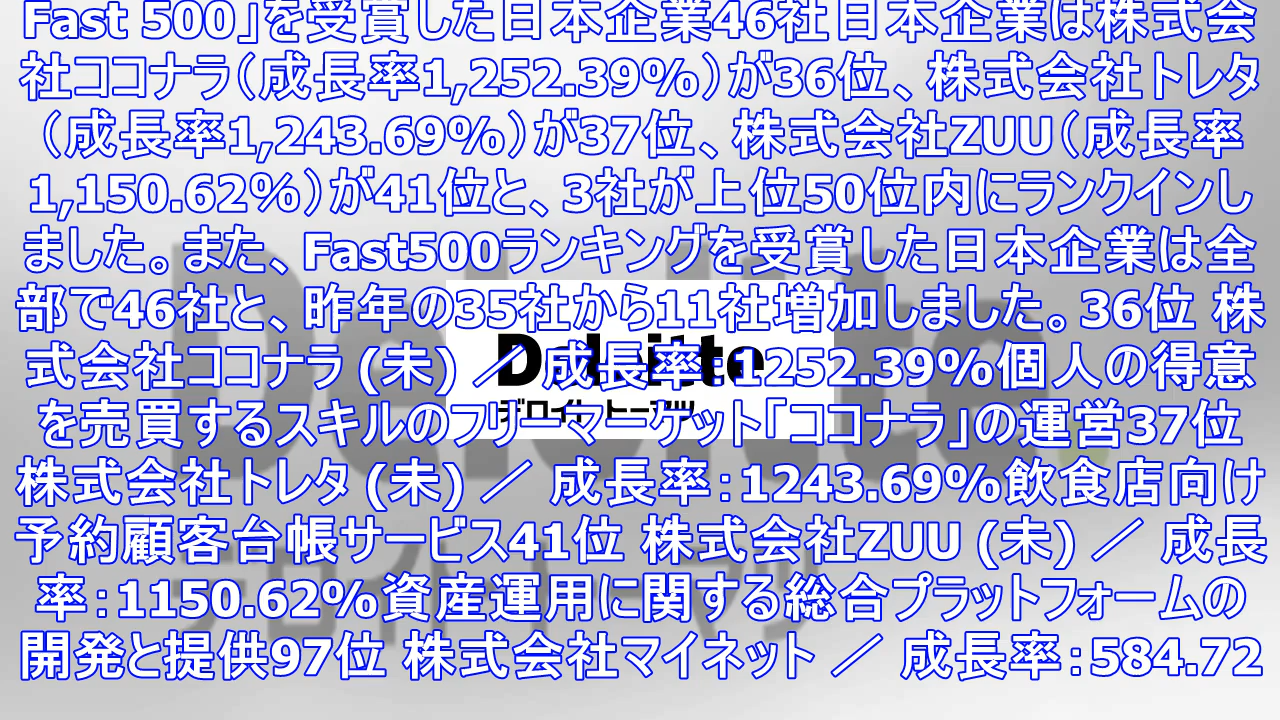 Fast 500」を受賞した日本企業46社日本企業は株式会
社ココナラ（成長率1,252.39％）が36位、株式会社トレタ
（成長率1,243.69％）が37位、株式会社ZUU（成長率
1,150.62％）が41位と、3社が上位50位内にランクインし
ました。また、Fast500ランキングを受賞した日本企業は全
部で46社と、昨年の35社から11社増加しました。36位 株
式会社ココナラ (未) ／ 成長率：1252.39％個人の得意
を売買するスキルのフリーマーケット「ココナラ」の運営37位
株式会社トレタ (未) ／ 成長率：1243.69％飲食店向け
予約顧客台帳サービス41位 株式会社ZUU (未) ／ 成長
率：1150.62％資産運用に関する総合プラットフォームの
開発と提供97位 株式会社マイネット ／ 成長率：584.72
Deloitte
デロイト トーマツ